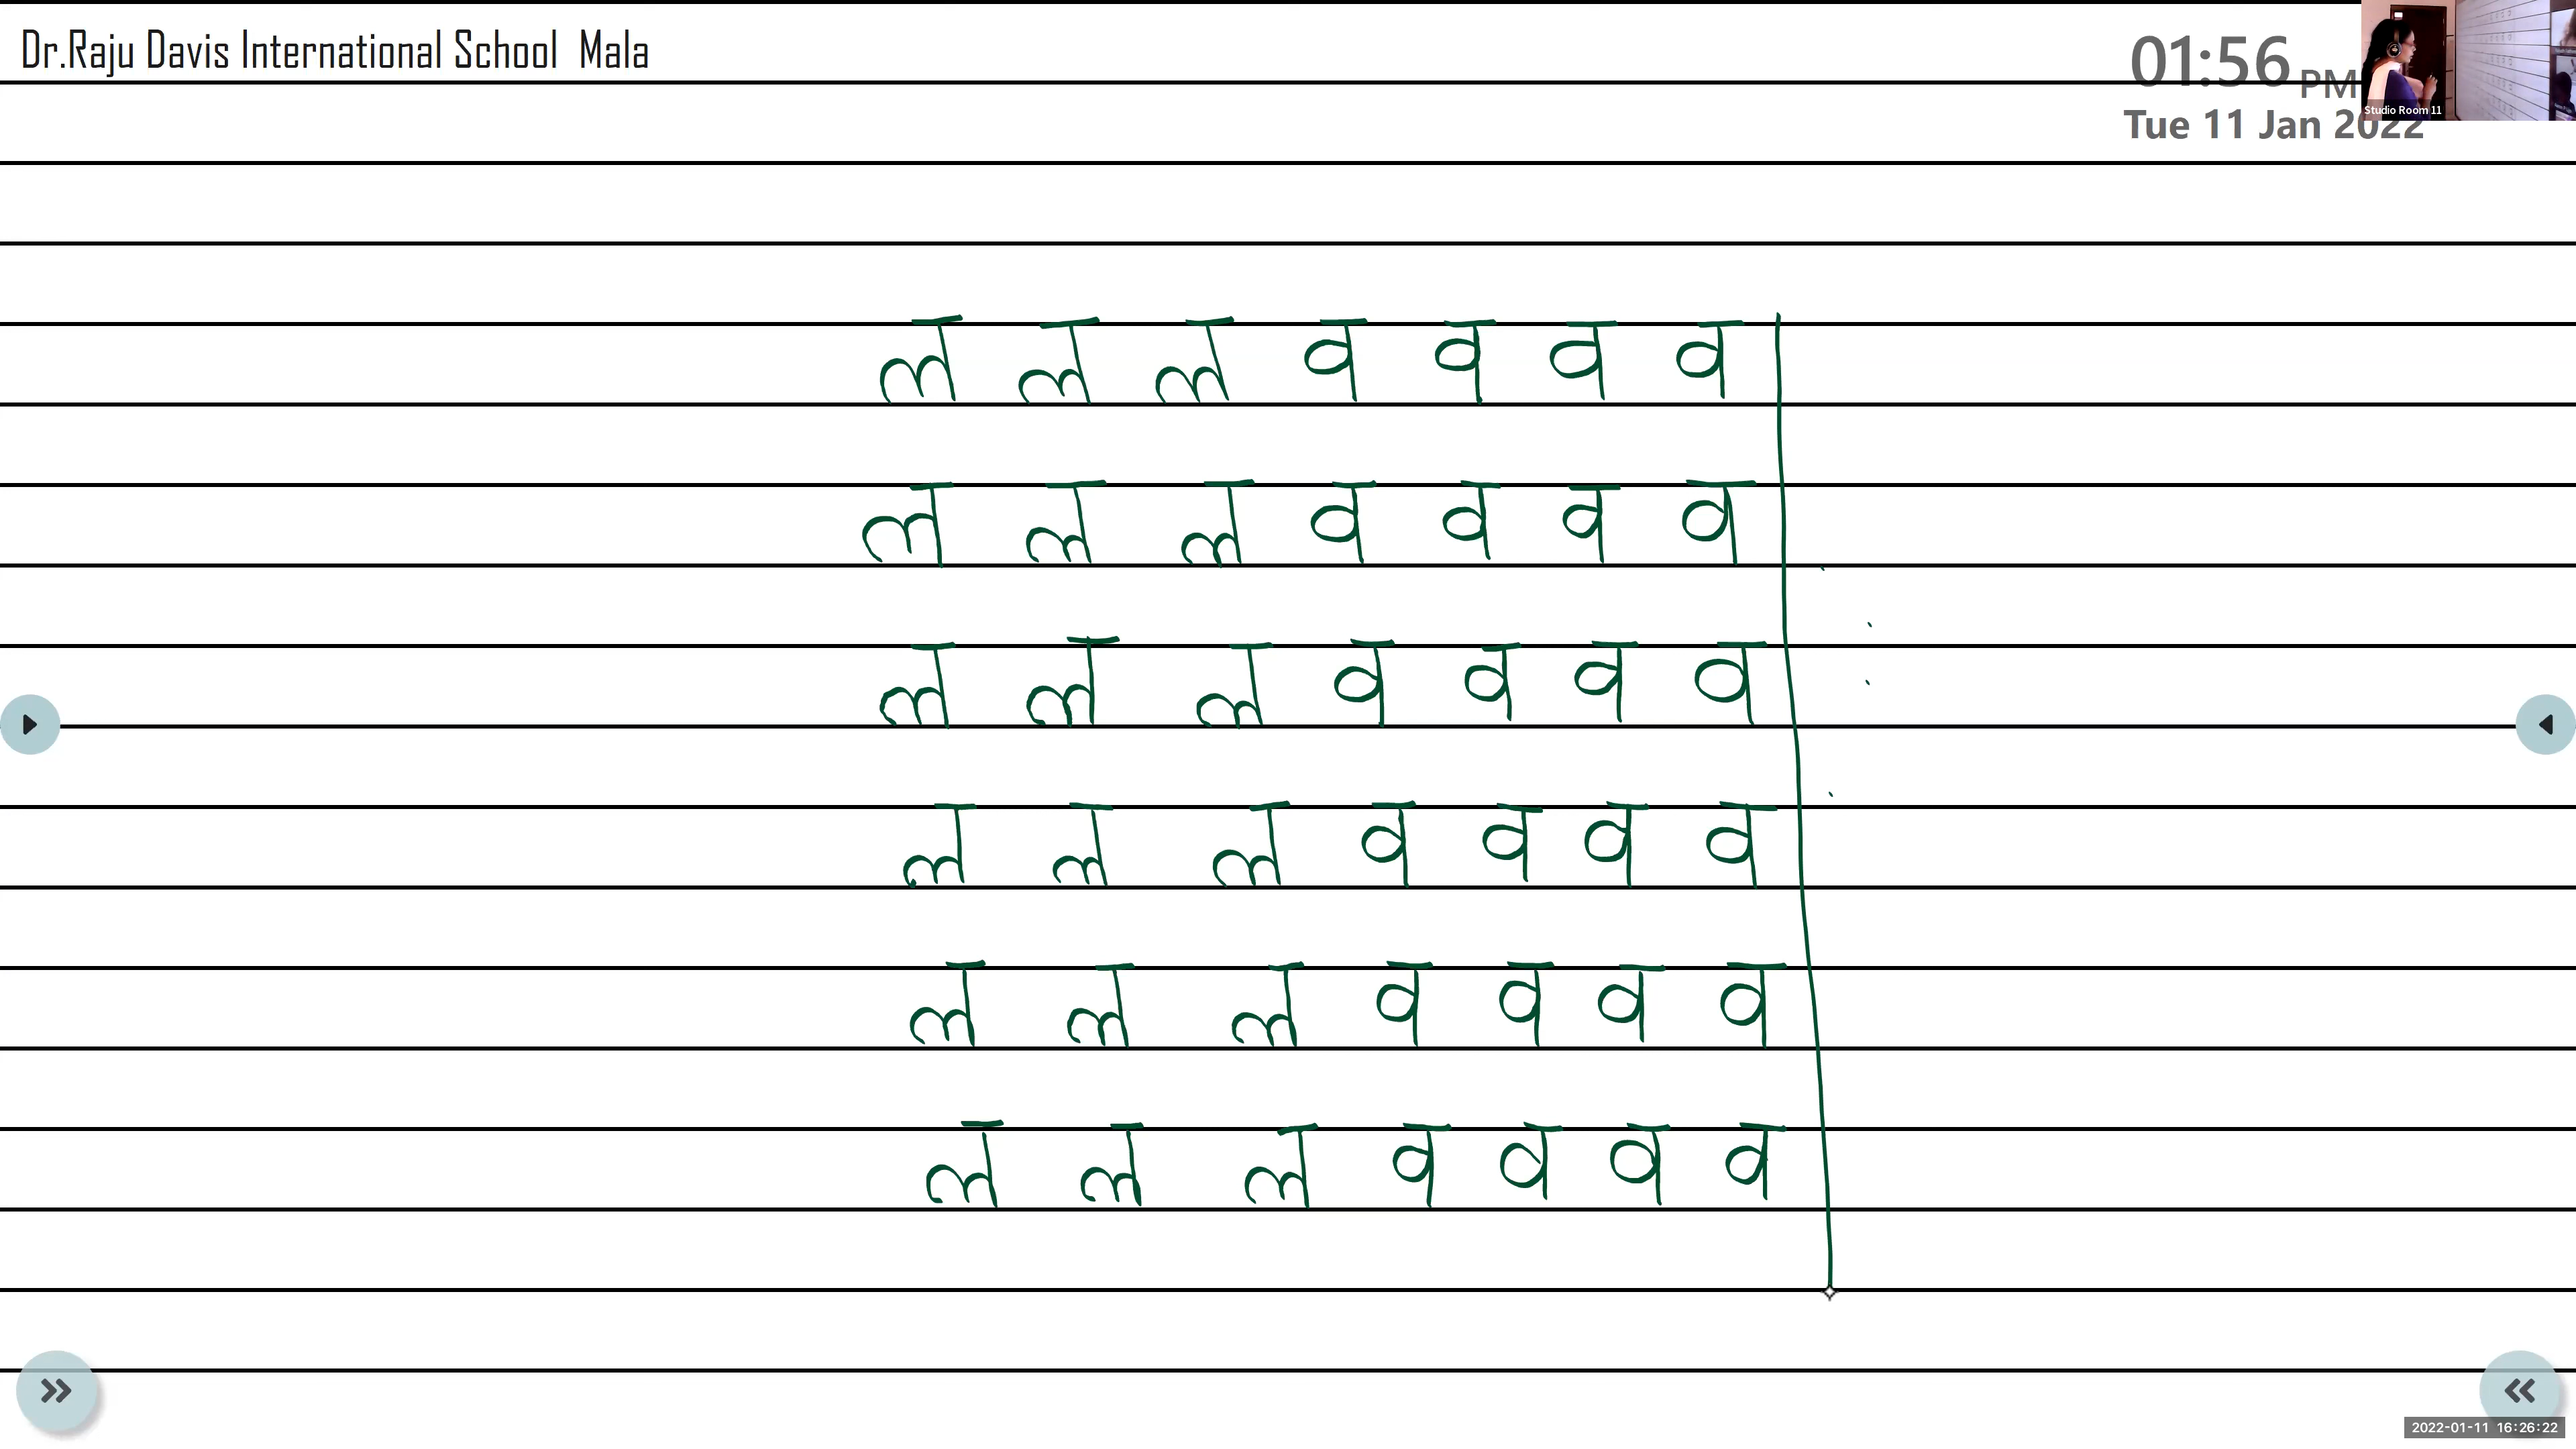 Dr.Raju Davis International School Mala
01:56 PM
Studio Room 11
Tue 11 Jan 2022
ल ल ल व व व व
ल ल ल व व व व
ल ल ल व व व व
ल ल ल व व व व
ल ल ल व व व व
ल ल ल व व व व
2022-01-11 16:26:22